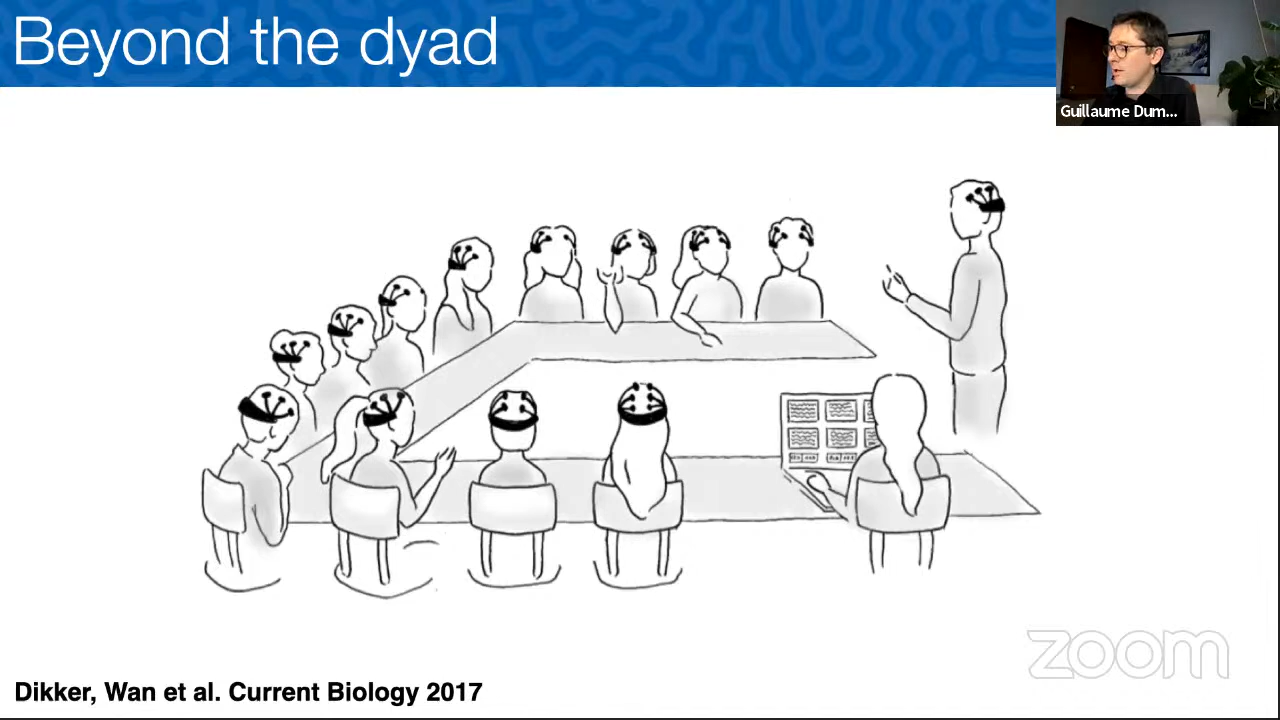 Beyond the dyad
Guillaume Dum...
zoom
Dikker, Wan et al. Current Biology 2017